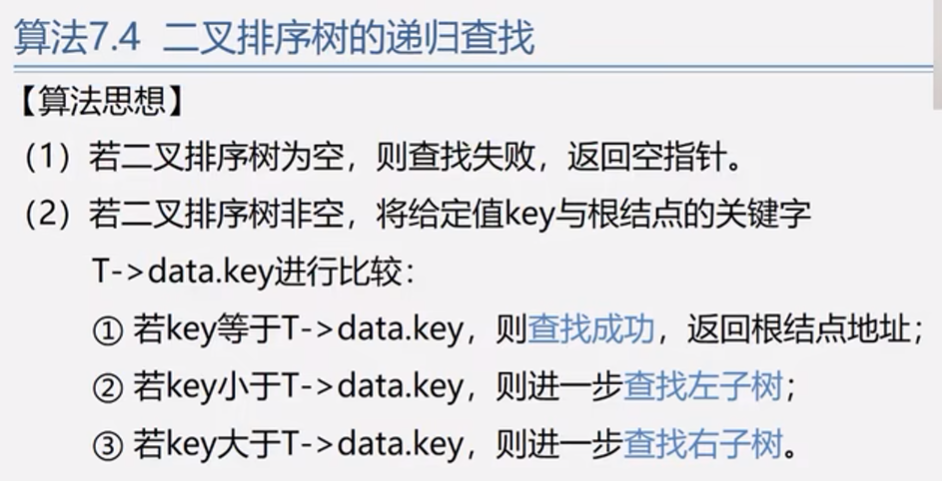 算法7.4 二叉排序树的递归查找
【算法思想】
（1）若二叉排序树为空，则查找失败，返回空指针。
（2）若二叉排序树非空，将给定值key与根结点的关键字
T->data.key进行比较：
① 若key等于T->data.key，则查找成功，返回根结点地址；
② 若key小于T->data.key，则进一步查找左子树；
③ 若key大于T->data.key，则进一步查找右子树。